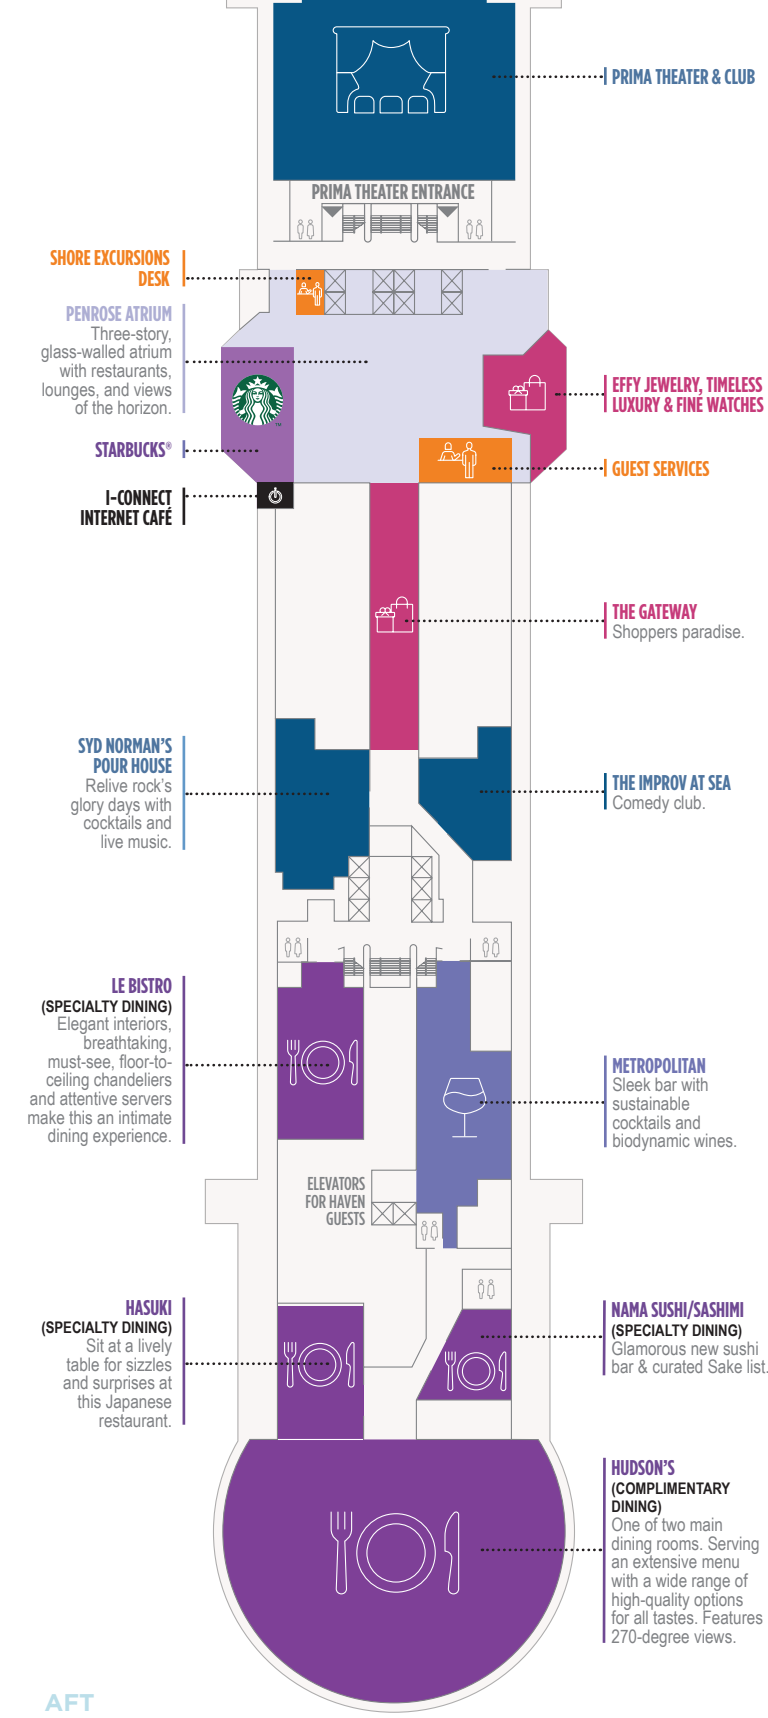 PRIMA THEATER & CLUB
PRIMA THEATER ENTRANCE
SHORE EXCURSIONS
DESK
PENROSE ATRIUM
Three-story,
glass-walled atrium
with restaurants,
lounges, and views
of the horizon.
EFFY JEWELRY, TIMELESS
LUXURY & FINE WATCHES
TM
STARBUCKS®
GUEST SERVICES
I-CONNECT
INTERNET CAFÉ
THE GATEWAY
Shoppers paradise.
SYD NORMAN'S
POUR HOUSE
Relive rock's
glory days with
cocktails and
live music.
THE IMPROV AT SEA
Comedy club.
LE BISTRO
(SPECIALTY DINING)
Elegant interiors,
breathtaking,
must-see, floor-to-
ceiling chandeliers
and attentive servers
make this an intimate
dining experience.
METROPOLITAN
Sleek bar with
sustainable
cocktails and
biodynamic wines.
ELEVATORS
FOR HAVEN
GUESTS
HASUKI
(SPECIALTY DINING)
Sit at a lively
table for sizzles
and surprises at
this Japanese
restaurant.
NAMA SUSHI/SASHIMI
(SPECIALTY DINING)
Glamorous new sushi
bar & curated Sake list.
HUDSON'S
(COMPLIMENTARY
DINING)
One of two main
dining rooms. Serving
an extensive menu
with a wide range of
high-quality options
for all tastes. Features
270-degree views.
AFT